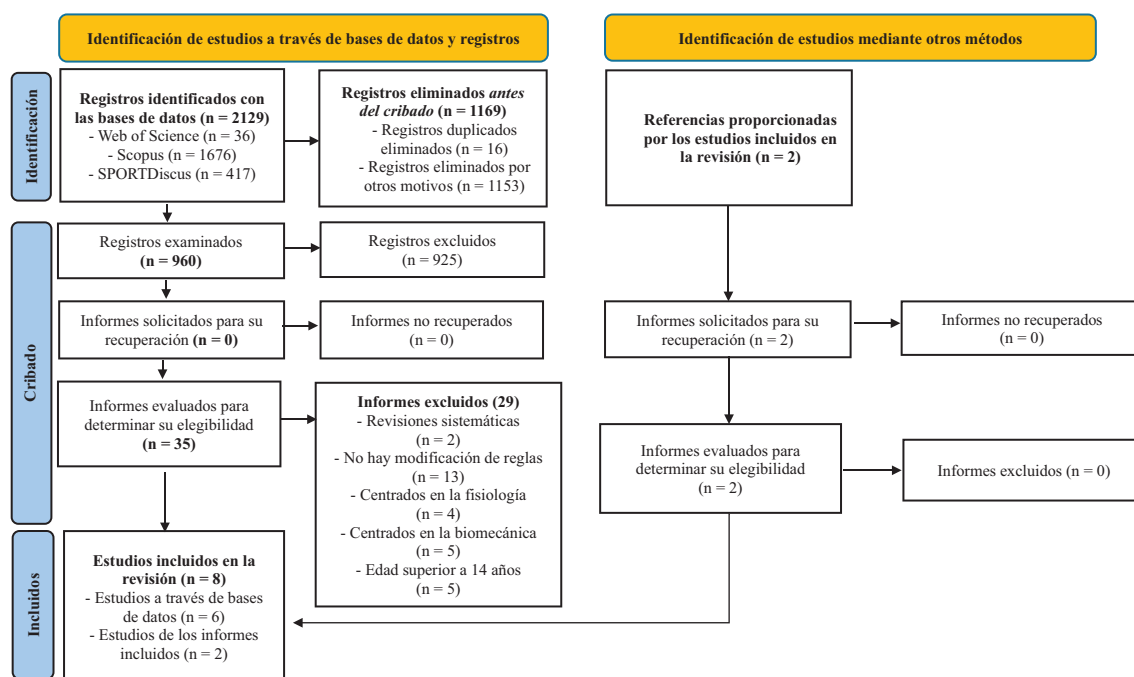 Identificación de estudios a través de bases de datos y registros
Identificación de estudios mediante otros métodos
Identificación
Registros identificados con
las bases de datos (n = 2129)
- Web of Science (n = 36)
- Scopus (n = 1676)
- SPORTDiscus (n = 417)
Registros eliminados antes
del cribado (n = 1169)
- Registros duplicados
eliminados (n = 16)
- Registros eliminados por
otros motivos (n = 1153)
Referencias proporcionadas
por los estudios incluidos en
la revisión (n = 2)
Cribado
Registros examinados
(n = 960)
Registros excluidos
(n = 925)
Informes solicitados para su
recuperación (n = 0)
Informes no recuperados
(n = 0)
Informes solicitados para su
recuperación (n = 2)
Informes no recuperados
(n = 0)
Informes evaluados para
determinar su elegibilidad
(n = 35)
Informes excluidos (29)
- Revisiones sistemáticas
(n = 2)
- No hay modificación de reglas
(n = 13)
- Centrados en la fisiología
(n = 4)
- Centrados en la biomecánica
(n = 5)
- Edad superior a 14 años
(n = 5)
Informes evaluados para
determinar su elegibilidad
(n = 2)
Informes excluidos (n = 0)
Incluidos
Estudios incluidos en la
revisión (n = 8)
- Estudios a través de bases
de datos (n = 6)
- Estudios de los informes
incluidos (n = 2)